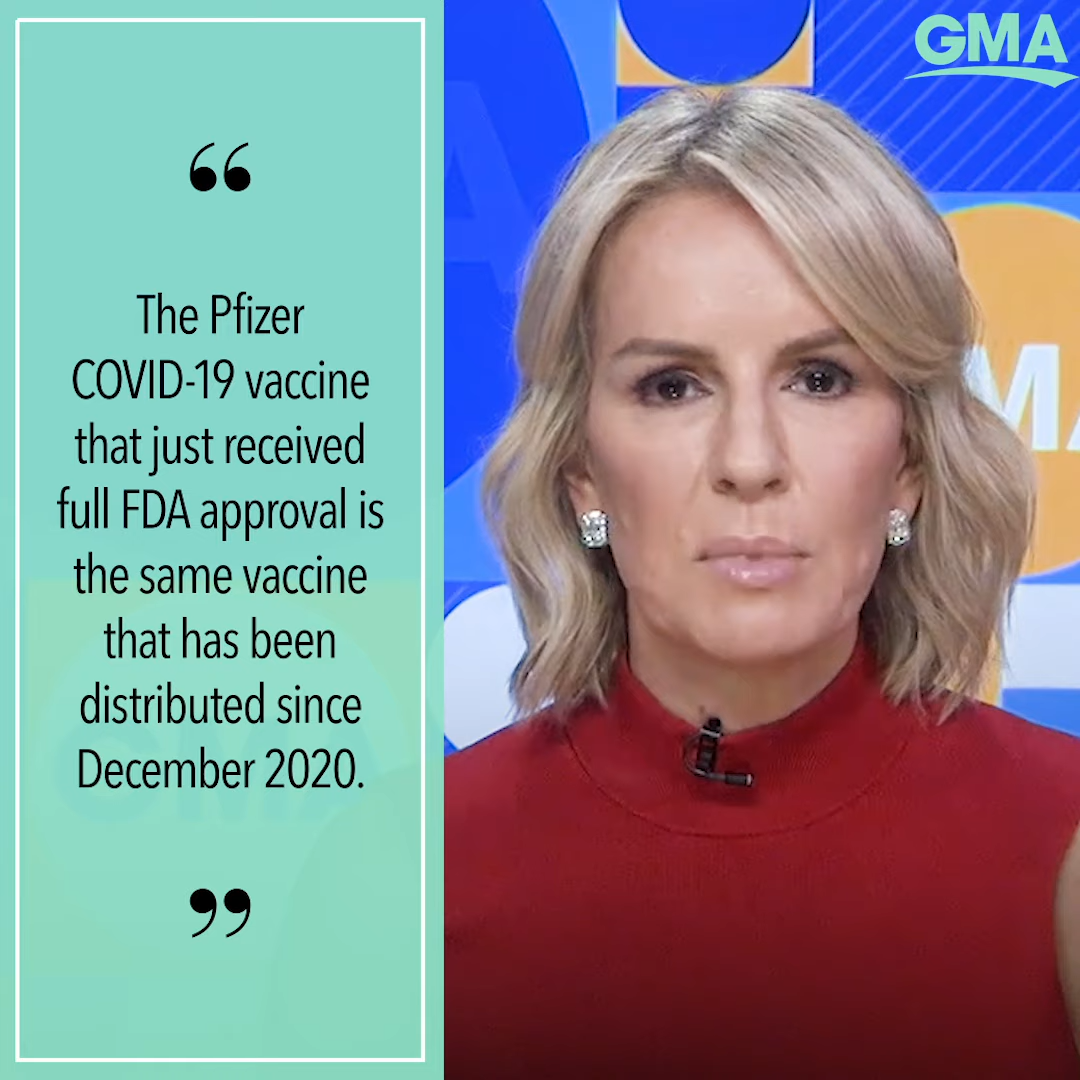 GMA
“
The Pfizer
COVID-19 vaccine
that just received
full FDA approval is
the same vaccine
that has been
distributed since
December 2020.
”
MA